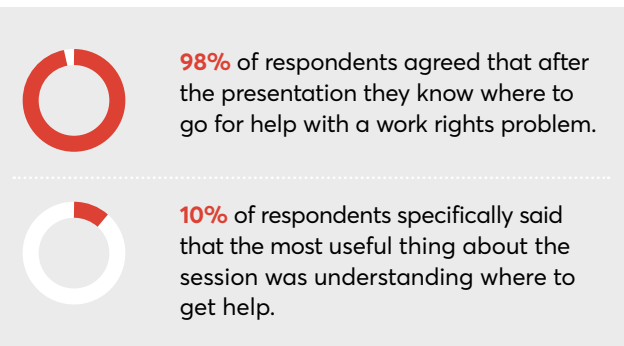 98% of respondents agreed that after
the presentation they know where to
go for help with a work rights problem.
10% of respondents specifically said
that the most useful thing about the
session was understanding where to
get help.